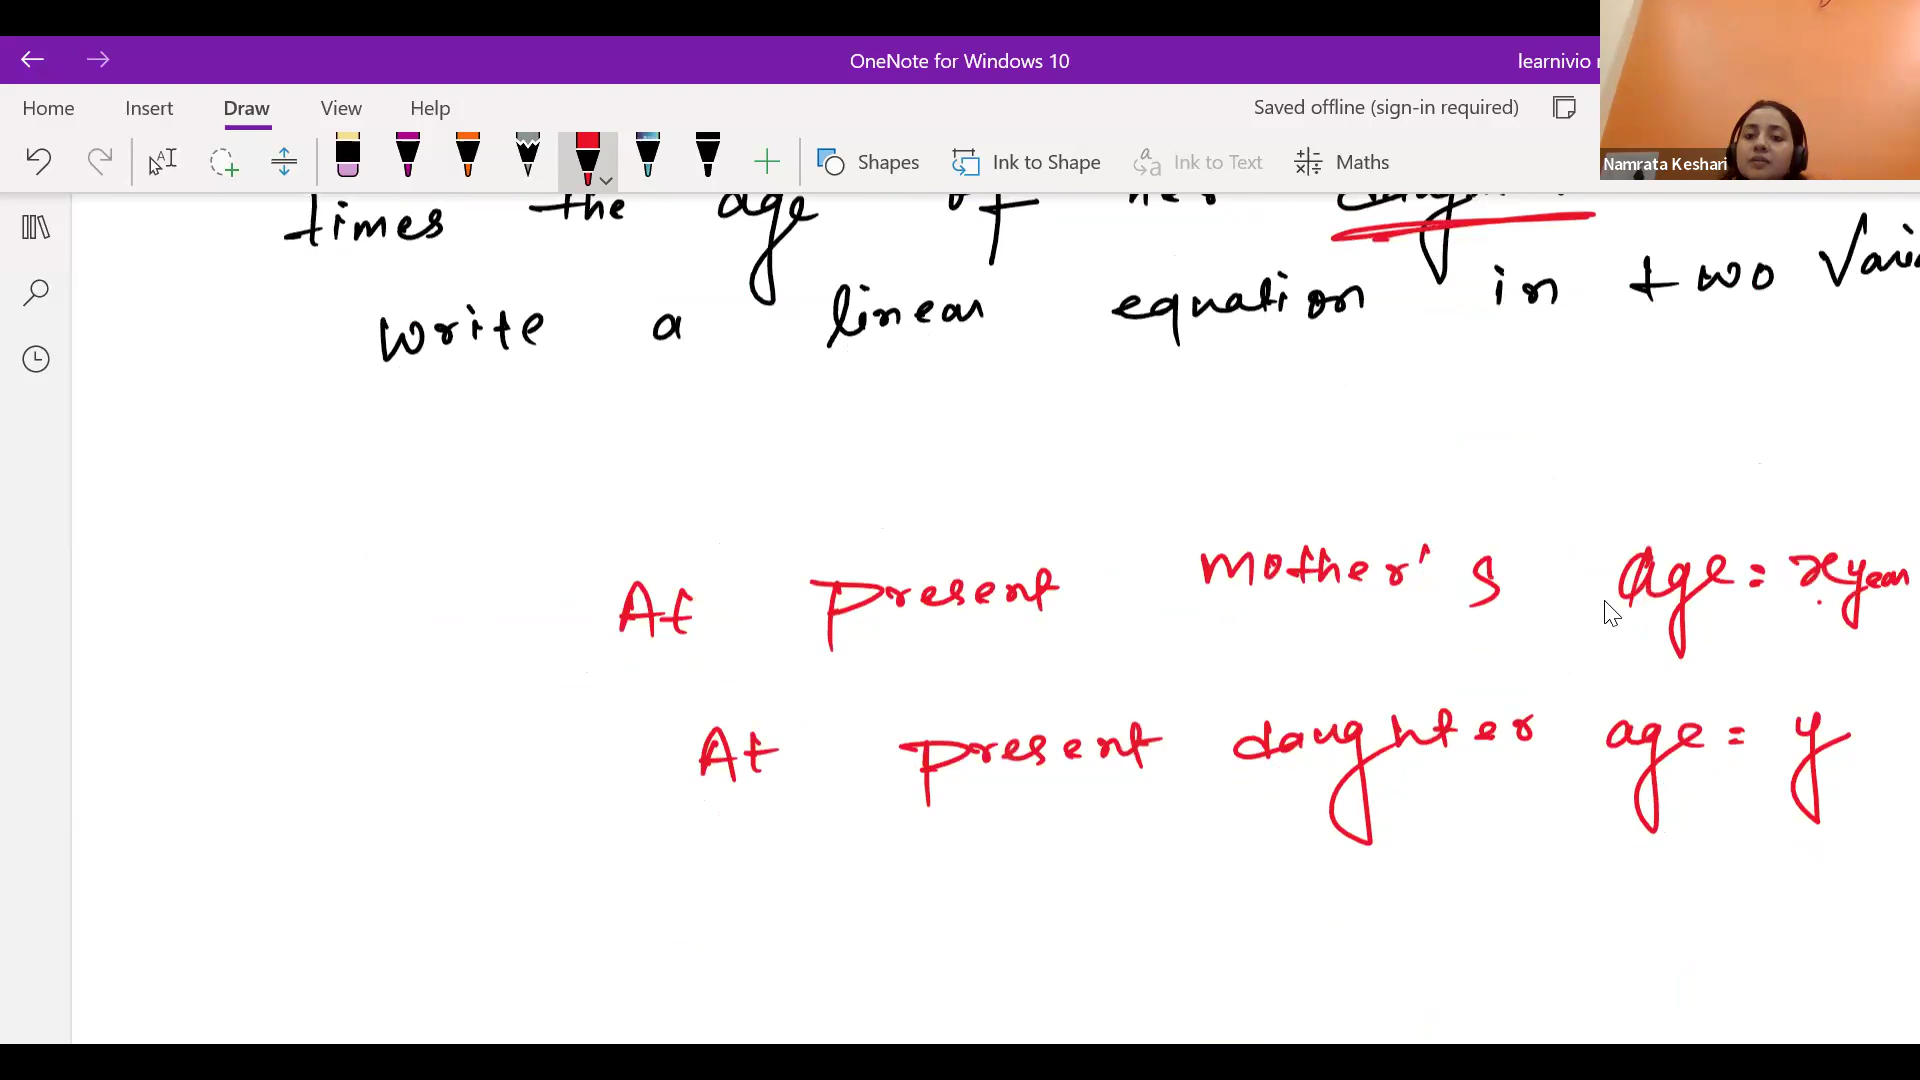 OneNote for Windows 10
learnivio
Home Insert Draw View Help
Saved offline (sign-in required)
Shapes Ink to Shape Ink to Text Maths
Namrata Keshari
times the age of her
write a linear equation in two
At present mother's age = x year
At present daughter age = y